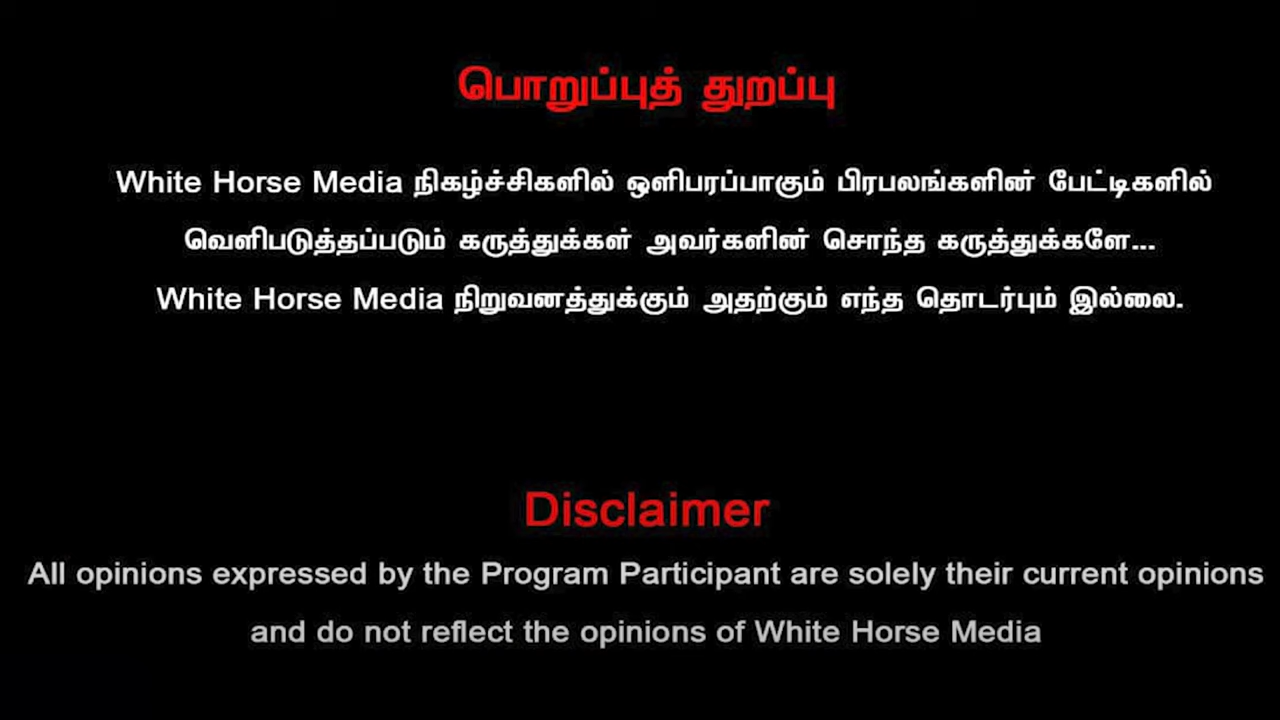 பொறுப்புத் துறப்பு
White Horse Media நிகழ்ச்சிகளில் ஒளிபரப்பாகும் பிரபலங்களின் பேட்டிகளில்
வெளிபடுத்தப்படும் கருத்துக்கள் அவர்களின் சொந்த கருத்துக்களே...
White Horse Media நிறுவனத்துக்கும் அதற்கும் எந்த தொடர்பும் இல்லை.
Disclaimer
All opinions expressed by the Program Participant are solely their current opinions
and do not reflect the opinions of White Horse Media